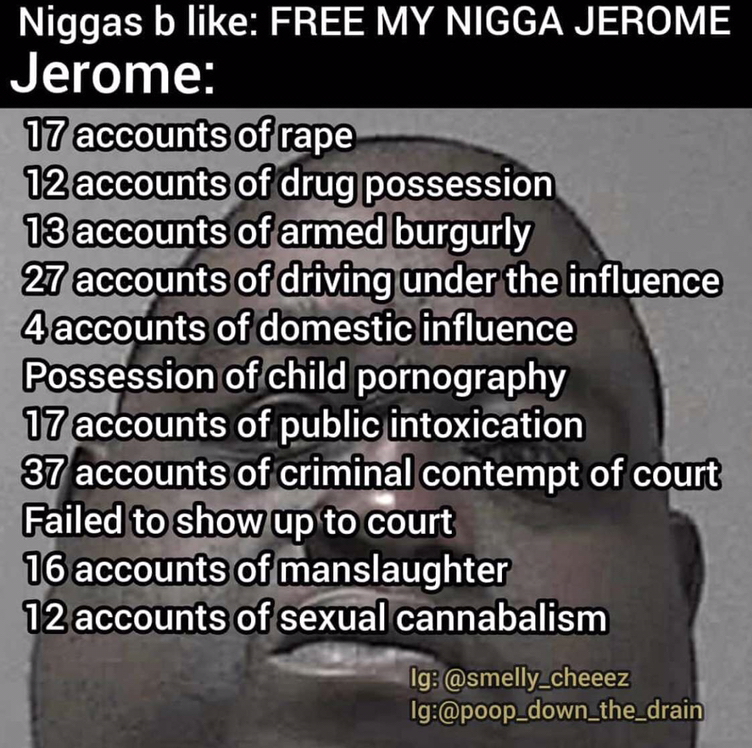 Niggas b like: FREE MY NIGGA JEROME
Jerome:
17 accounts of rape
12 accounts of drug possession
13 accounts of armed burgurly
27 accounts of driving under the influence
4 accounts of domestic influence
Possession of child pornography
17 accounts of public intoxication
37 accounts of criminal contempt of court
Failed to show up to court
16 accounts of manslaughter
12 accounts of sexual cannabalism
Ig: @smelly_cheeez
Ig:@poop_down_the_drain